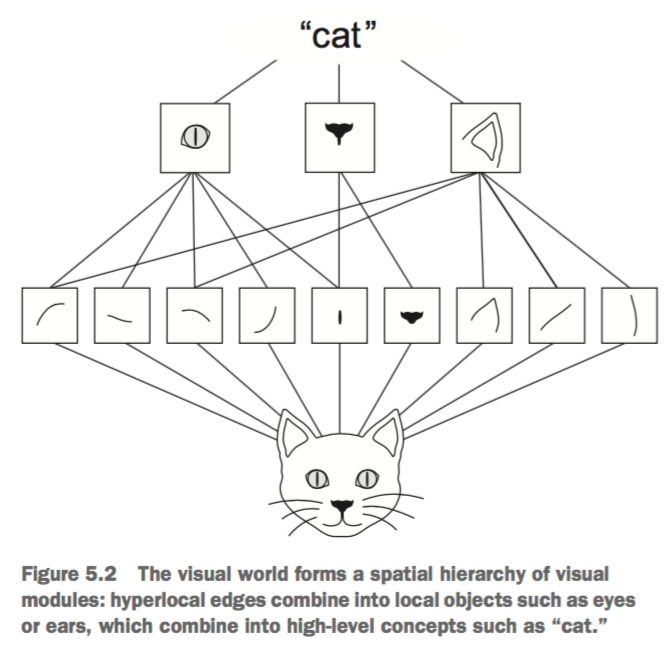 “cat”
Figure 5.2 The visual world forms a spatial hierarchy of visual
modules: hyperlocal edges combine into local objects such as eyes
or ears, which combine into high-level concepts such as “cat.”